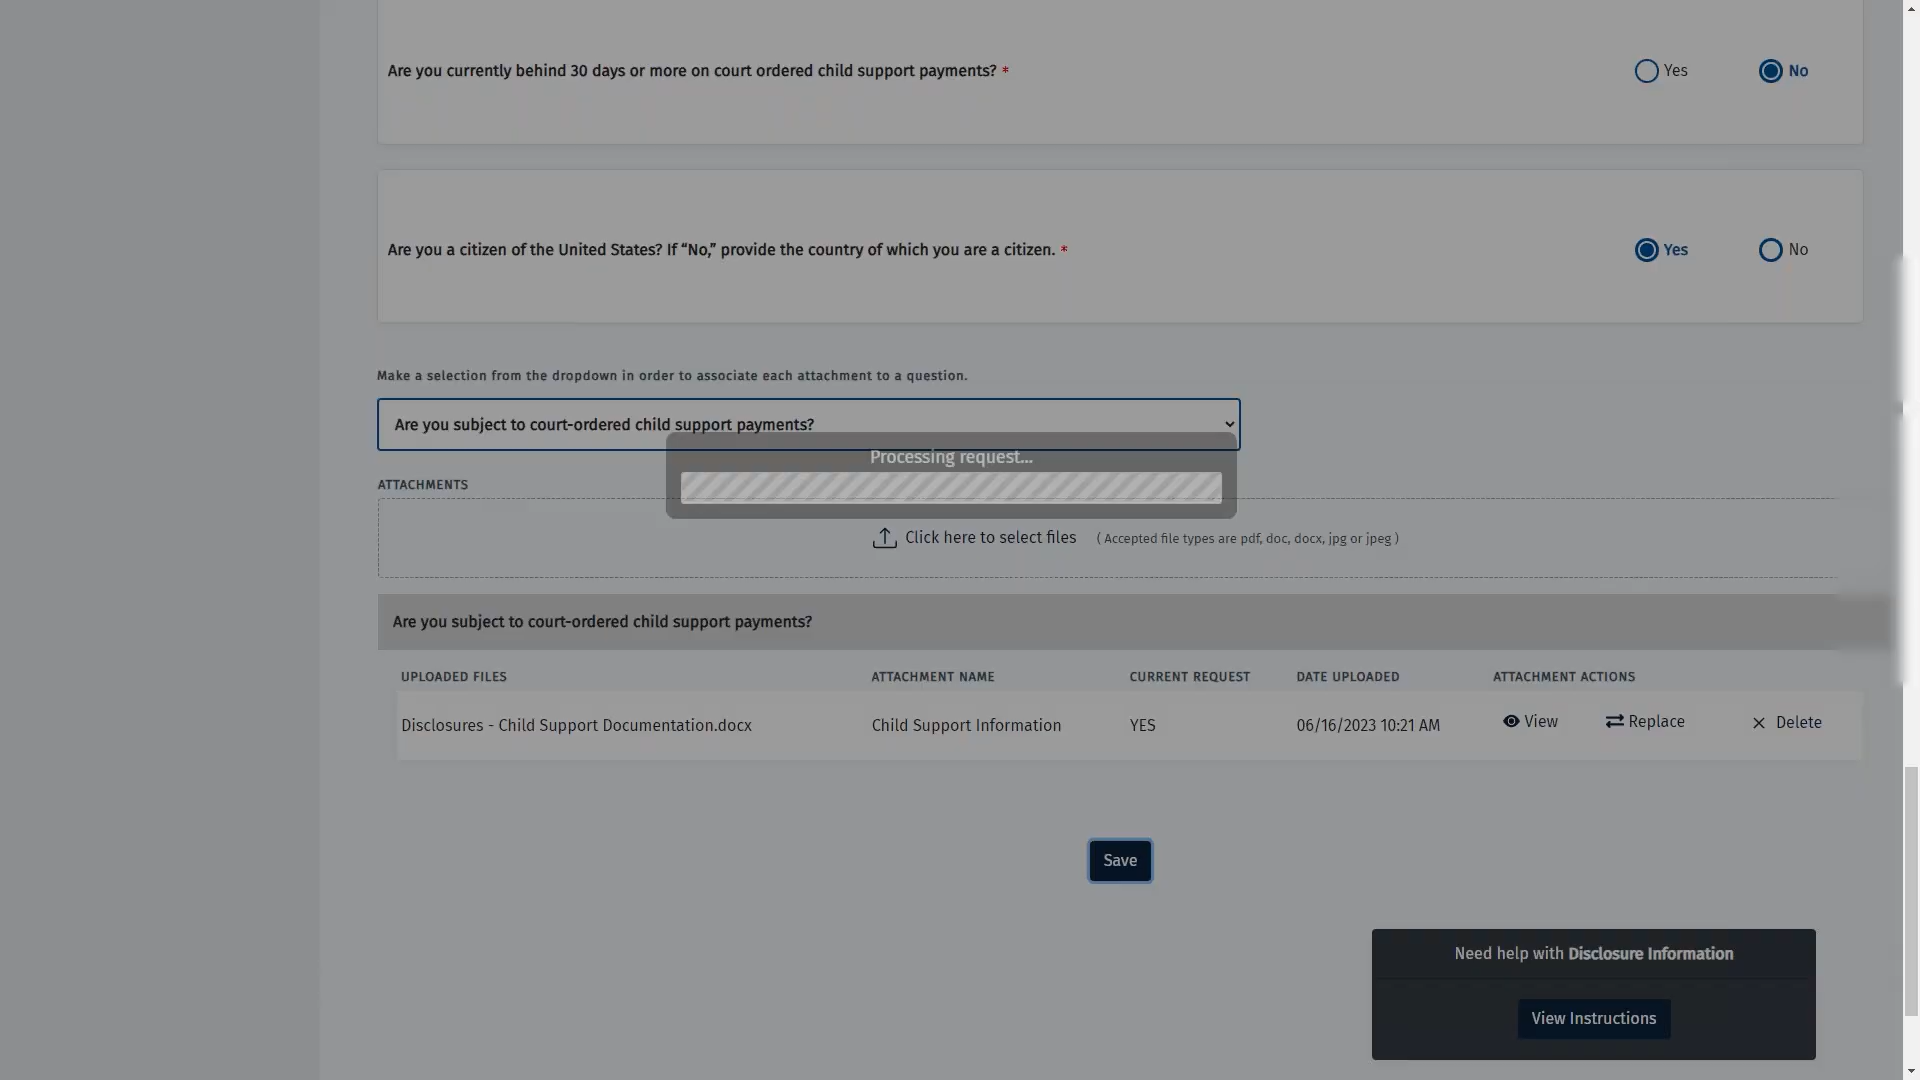 Are you currently behind 30 days or more on court ordered child support payments? *
Yes
No
Are you a citizen of the United States? If “No,” provide the country of which you are a citizen. *
Yes
No
Make a selection from the dropdown in order to associate each attachment to a question.
Are you subject to court-ordered child support payments?
Processing request...
ATTACHMENTS
Click here to select files ( Accepted file types are pdf, doc, docx, jpg or jpeg )
Are you subject to court-ordered child support payments?
UPLOADED FILES ATTACHMENT NAME CURRENT REQUEST DATE UPLOADED ATTACHMENT ACTIONS
Disclosures - Child Support Documentation.docx Child Support Information YES 06/16/2023 10:21 AM View Replace Delete
Save
Need help with Disclosure Information
View Instructions